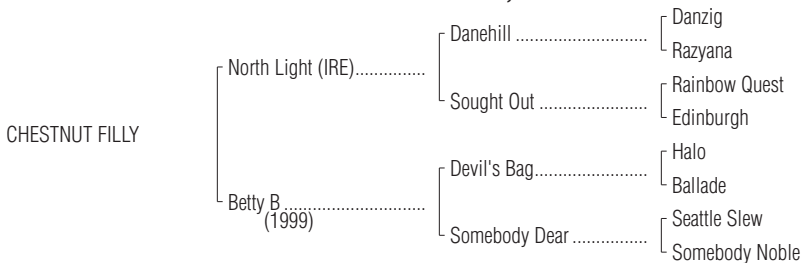 Danzig
Danehill ...........................
Razyana
North Light (IRE)...............
Rainbow Quest
Sought Out ......................
Edinburgh
CHESTNUT FILLY
Halo
Devil's Bag.......................
Ballade
Betty B .............................
(1999)
Seattle Slew
Somebody Dear ...............
Somebody Noble